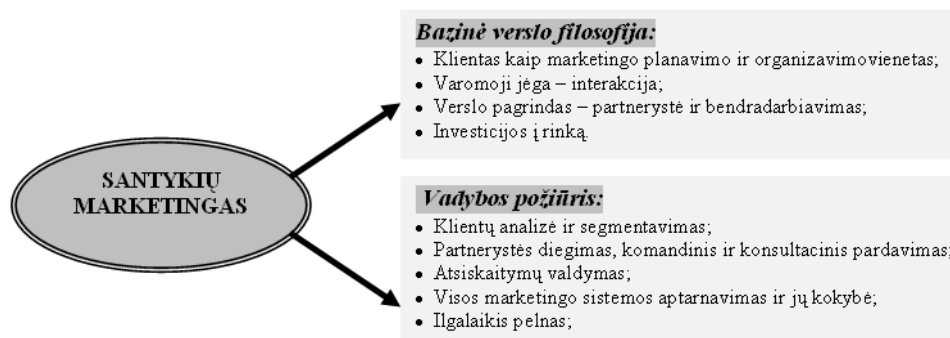 SANTYKIŲ
MARKETINGAS
Bazinė verslo filosofija:
• Klientas kaip marketingo planavimo ir organizavimovienetas;
• Varomoji jėga – interakcija;
• Verslo pagrindas – partnerystė ir bendradarbiavimas;
• Investicijos į rinką.
Vadybos požiūris:
• Klientų analizė ir segmentavimas;
• Partnerystės diegimas, komandinis ir konsultacinis pardavimas;
• Atsiskaitymų valdymas;
• Visos marketingo sistemos aptarnavimas ir jų kokybė;
• Ilgalaikis pelnas;